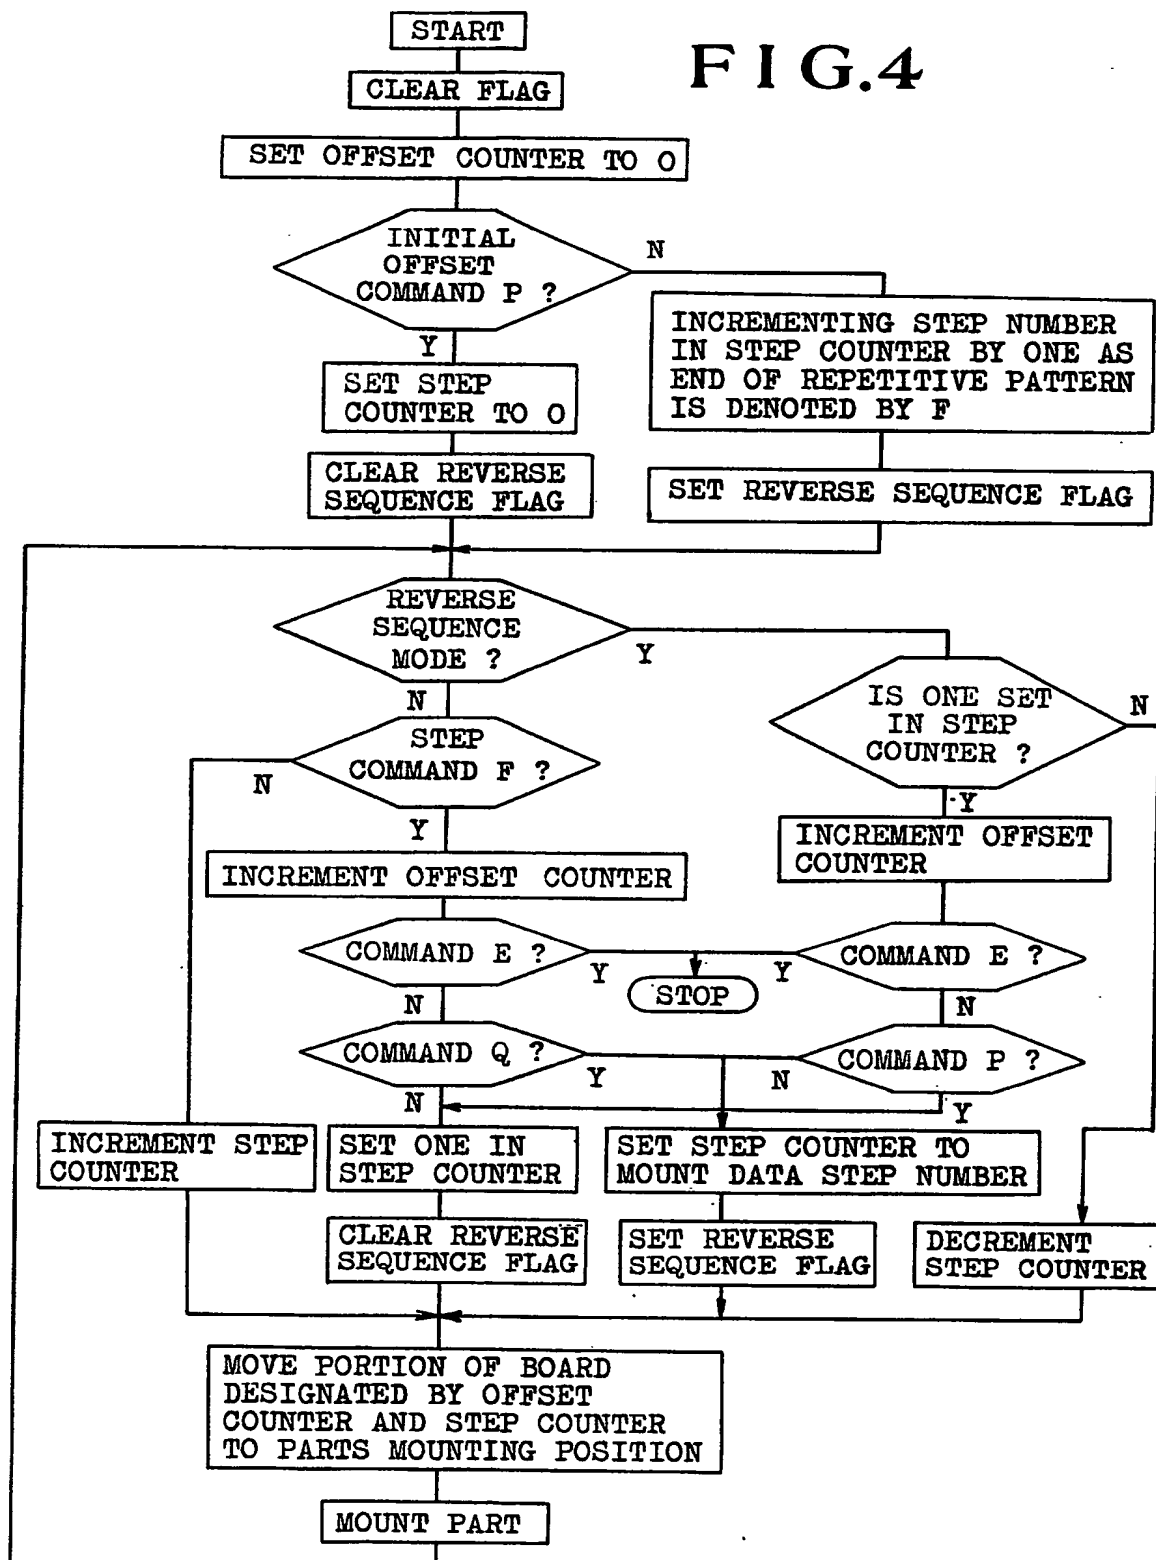 START
FIG.4
CLEAR FLAG
SET OFFSET COUNTER TO 0
INITIAL
OFFSET
COMMAND P ?
N
Y
INCREMENTING STEP NUMBER
IN STEP COUNTER BY ONE AS
END OF REPETITIVE PATTERN
IS DENOTED BY F
SET STEP
COUNTER TO 0
CLEAR REVERSE
SEQUENCE FLAG
SET REVERSE SEQUENCE FLAG
REVERSE
SEQUENCE
MODE ?
Y
N
IS ONE SET
IN STEP
COUNTER ?
N
Y
STEP
COMMAND F ?
N
Y
INCREMENT OFFSET
COUNTER
INCREMENT OFFSET COUNTER
COMMAND E ?
Y
N
STOP
COMMAND E ?
Y
N
COMMAND Q ?
Y
N
COMMAND P ?
N
Y
INCREMENT STEP
COUNTER
SET ONE IN
STEP COUNTER
SET STEP COUNTER TO
MOUNT DATA STEP NUMBER
CLEAR REVERSE
SEQUENCE FLAG
SET REVERSE
SEQUENCE FLAG
DECREMENT
STEP COUNTER
MOVE PORTION OF BOARD
DESIGNATED BY OFFSET
COUNTER AND STEP COUNTER
TO PARTS MOUNTING POSITION
MOUNT PART